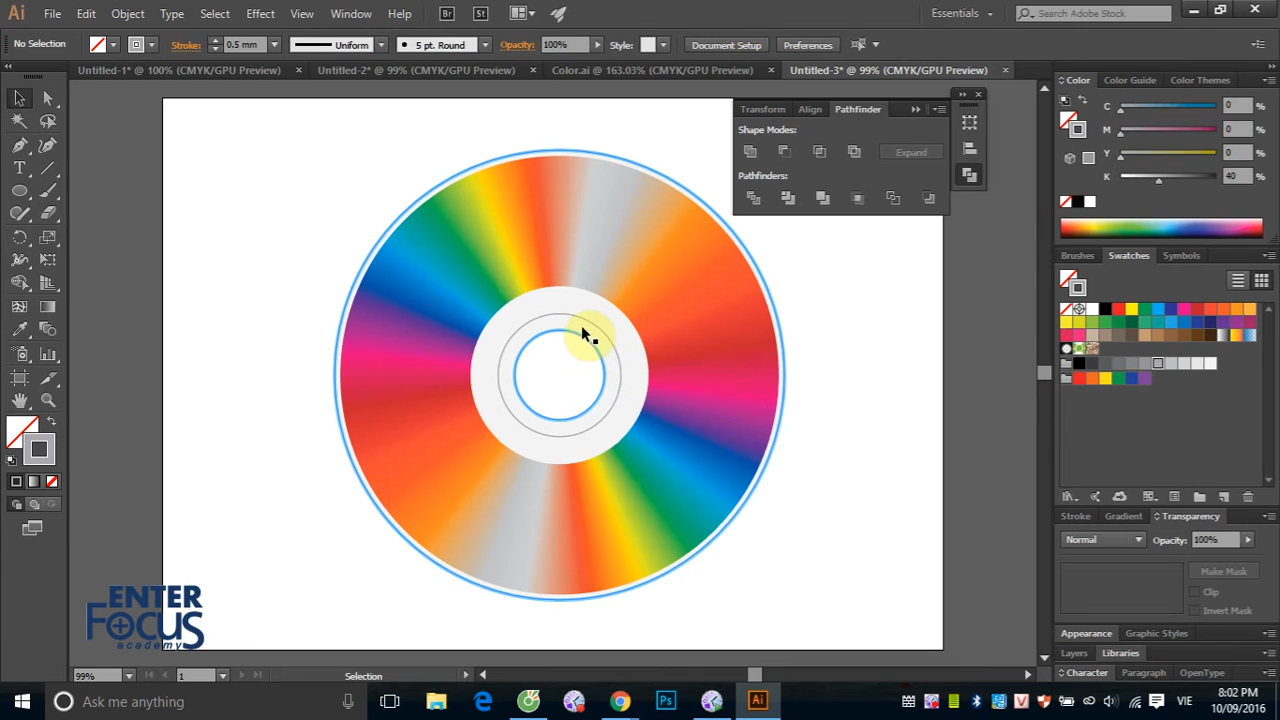 Ai File Edit Object Type Select Effect View Window Help Br St Essentials Search Adobe Stock
No Selection Stroke: 0.5 mm Uniform 5 pt. Round Opacity: 100% Style: Document Setup Preferences
Untitled-1* @ 100% (CMYK/GPU Preview) × Untitled-2* @ 99% (CMYK/GPU Preview) × Color.ai @ 163.03% (CMYK/GPU Preview) × Untitled-3* @ 99% (CMYK/GPU Preview) ×
Transform Align Pathfinder
Shape Modes:
Expand
Pathfinders:
Color Color Guide Color Themes
C 0 %
M 0 %
Y 0 %
K 40 %
Brushes Swatches Symbols
Stroke Gradient Transparency
Normal Opacity: 100%
Make Mask
Clip
Invert Mask
Appearance Graphic Styles
Layers Libraries
Character Paragraph OpenType
ENTER
FOCUS
academy
99% 1 Selection
Ask me anything Ps Ai VIE
8:02 PM
10/09/2016